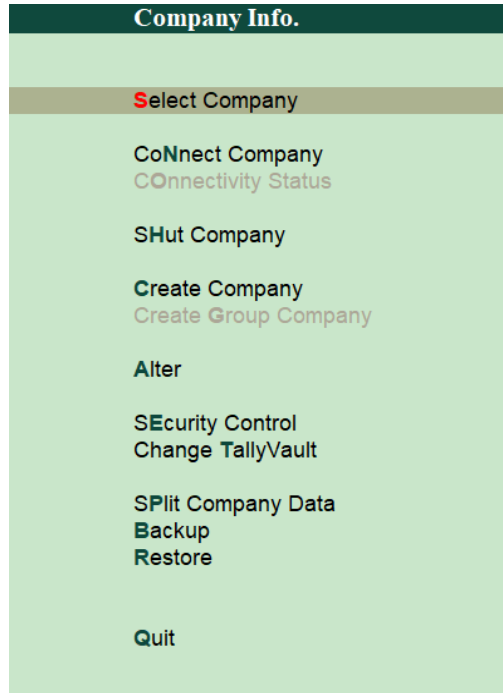 Company Info.
Select Company
CoNnect Company
COnnectivity Status
SHut Company
Create Company
Create Group Company
Alter
SEcurity Control
Change TallyVault
SPlit Company Data
Backup
Restore
Quit